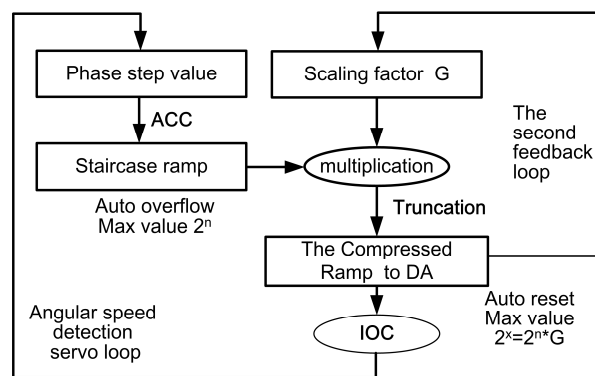 Phase step value
Scaling factor G
ACC
The
second
feedback
loop
Staircase ramp
multiplication
Auto overflow
Max value 2ⁿ
Truncation
The Compressed
Ramp to DA
Angular speed
detection
servo loop
IOC
Auto reset
Max value
2ˣ=2ⁿ*G